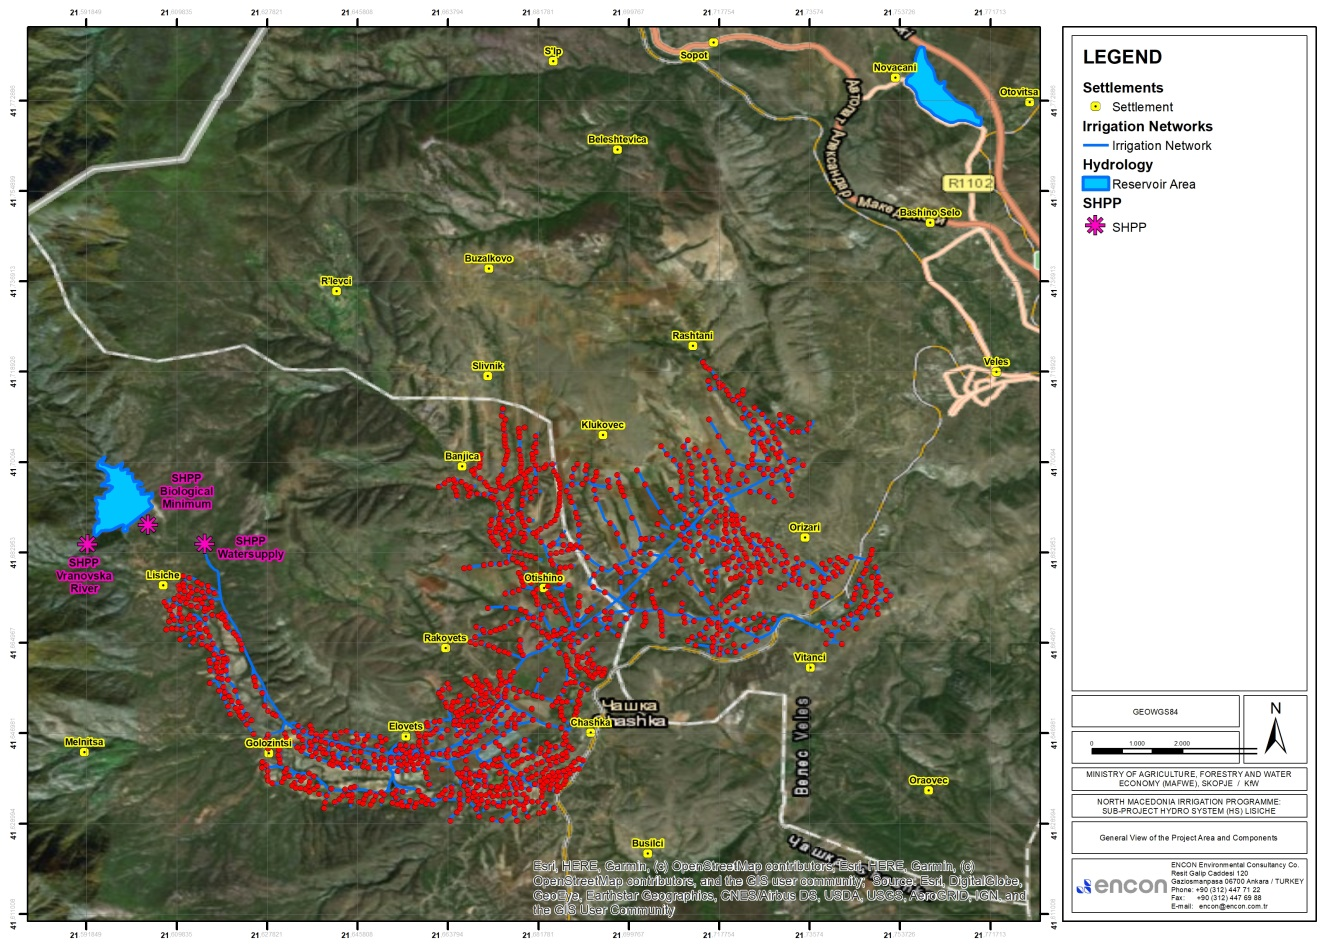 S'lp
Sopot
Novacani
Otovitsa
Beleshtevica
R1102
Bashino Selo
Buzalkovo
R'levci
Rashtani
Slivnik
Veles
Klukovec
Banjica
SHPP
Biological
Minimum
SHPP
Watersupply
SHPP
Vranovska
River
Orizari
Lisiche
Otishino
Rakovets
Vitanci
Чашка
Chashka
Elovets
Golozintsi
Melnitsa
Велес Veles
Oraovec
Busilci
Esri, HERE, Garmin, (c) OpenStreetMap contributors, Esri, HERE, Garmin, (c)
OpenStreetMap contributors, and the GIS user community, Source: Esri, DigitalGlobe,
GeoEye, Earthstar Geographics, CNES/Airbus DS, USDA, USGS, AeroGRID, IGN, and
the GIS User Community
LEGEND
Settlements
Settlement
Irrigation Networks
Irrigation Network
Hydrology
Reservoir Area
SHPP
SHPP
GEOWGS84
N
0 1.000 2.000
MINISTRY OF AGRICULTURE, FORESTRY AND WATER
ECONOMY (MAFWE), SKOPJE / KfW
NORTH MACEDONIA IRRIGATION PROGRAMME:
SUB-PROJECT HYDRO SYSTEM (HS) LISICHE
General View of the Project Area and Components
encon
ENCON Environmental Consultancy Co.
Resit Galip Caddesi 120
Gaziosmanpasa 06700 Ankara / TURKEY
Phone: +90 (312) 447 71 22
Fax: +90 (312) 447 69 88
E-mail: encon@encon.com.tr